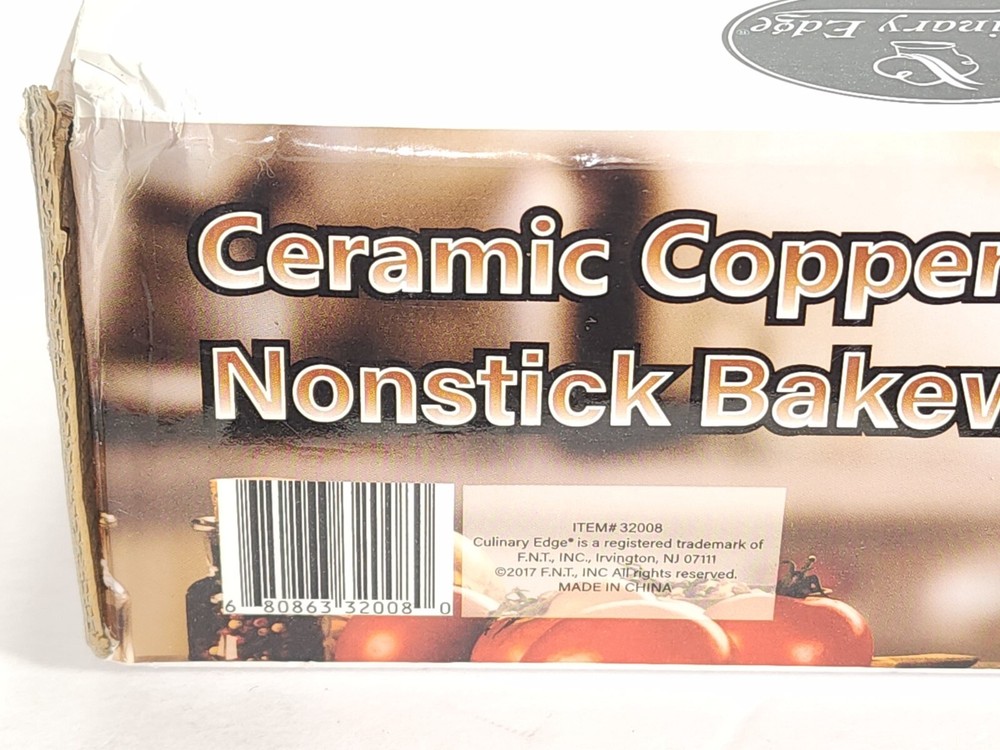 inary Edge®
Ceramic Copper
Nonstick Bakew
ITEM# 32008
Culinary Edge® is a registered trademark of
F.N.T., INC., Irvington, NJ 07111
©2017 F.N.T., INC All rights reserved.
MADE IN CHINA
6 80863 32008 0